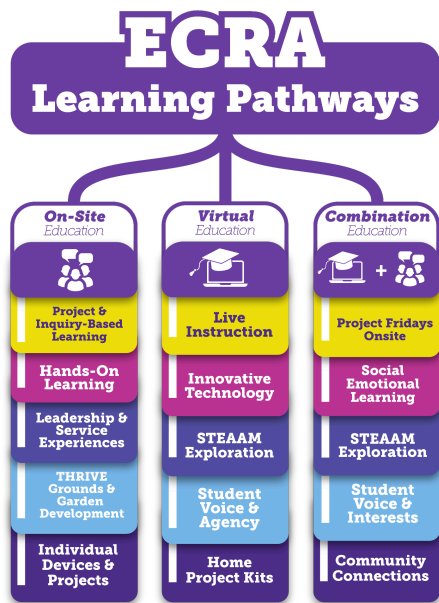 ECRA
Learning Pathways
On-Site
Education
Project &
Inquiry-Based
Learning
Hands-On
Learning
Leadership &
Service
Experiences
THRIVE
Grounds &
Garden
Development
Individual
Devices &
Projects
Virtual
Education
Live
Instruction
Innovative
Technology
STEAAM
Exploration
Student
Voice &
Agency
Home
Project Kits
Combination
Education
+
Project Fridays
Onsite
Social
Emotional
Learning
STEAAM
Exploration
Student
Voice &
Interests
Community
Connections